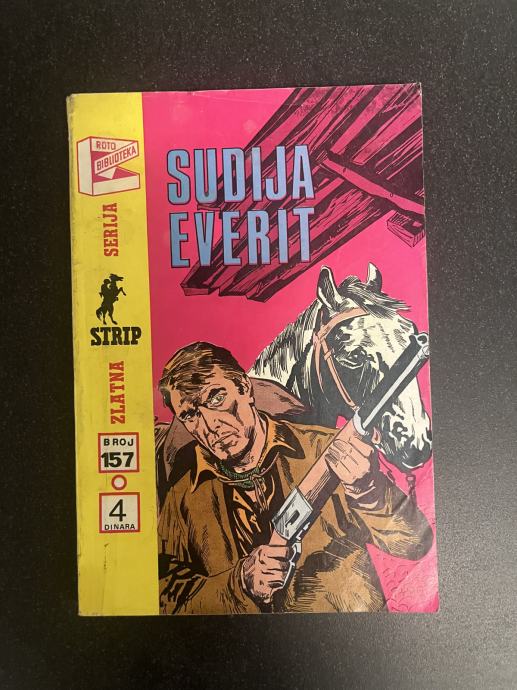 ROTO
BIBLIOTEKA
SERIJA
STRIP
ZLATNA
BROJ
157
4
DINARA
SUDIJA
EVERIT